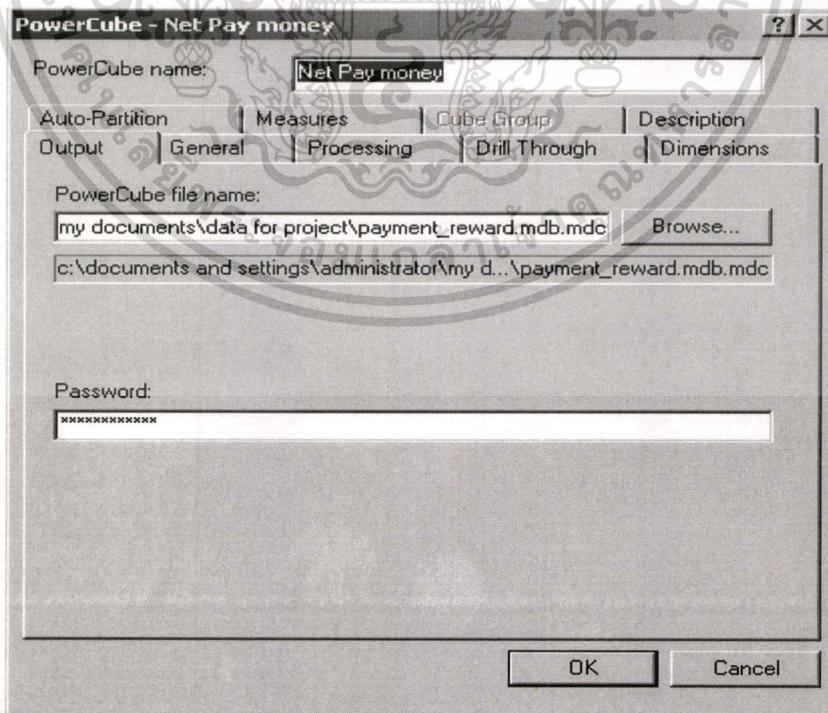 PowerCube - Net Pay money
PowerCube name: Net Pay money
Auto-Partition Measures Cube Group Description
Output General Processing Drill Through Dimensions
PowerCube file name:
my documents\data for project\payment_reward.mdb.mdc Browse...
c:\documents and settings\administrator\my d...\payment_reward.mdb.mdc
Password:
************
OK Cancel